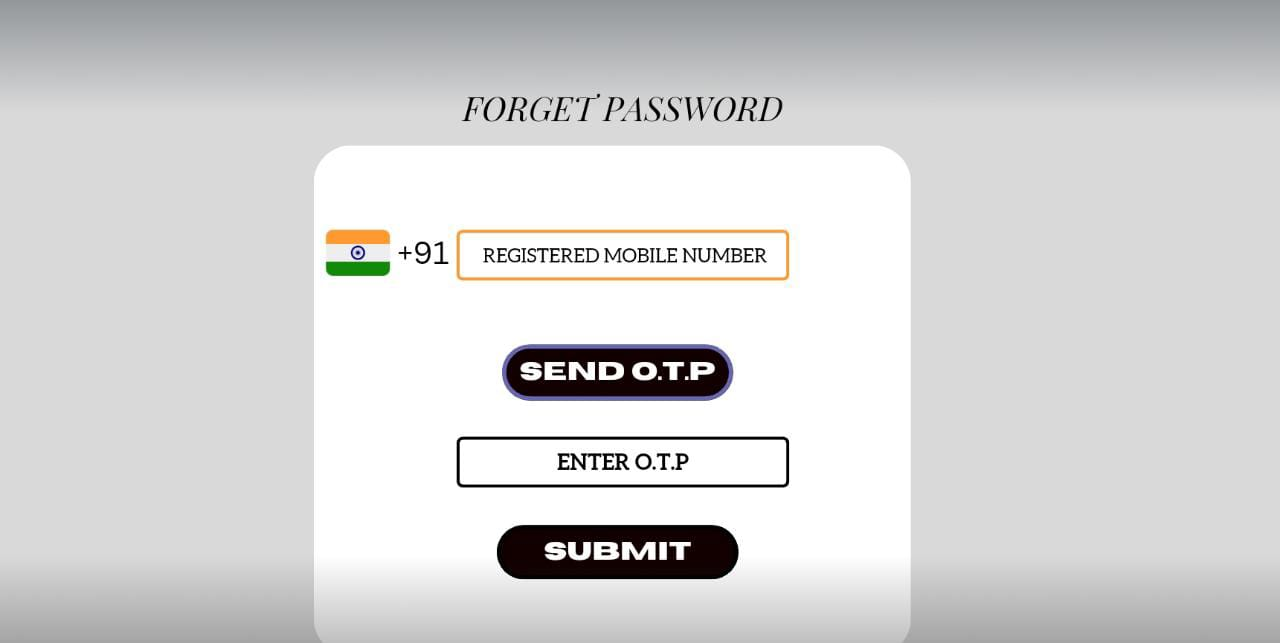 FORGET PASSWORD
+91 REGISTERED MOBILE NUMBER
SEND O.T.P
ENTER O.T.P
SUBMIT